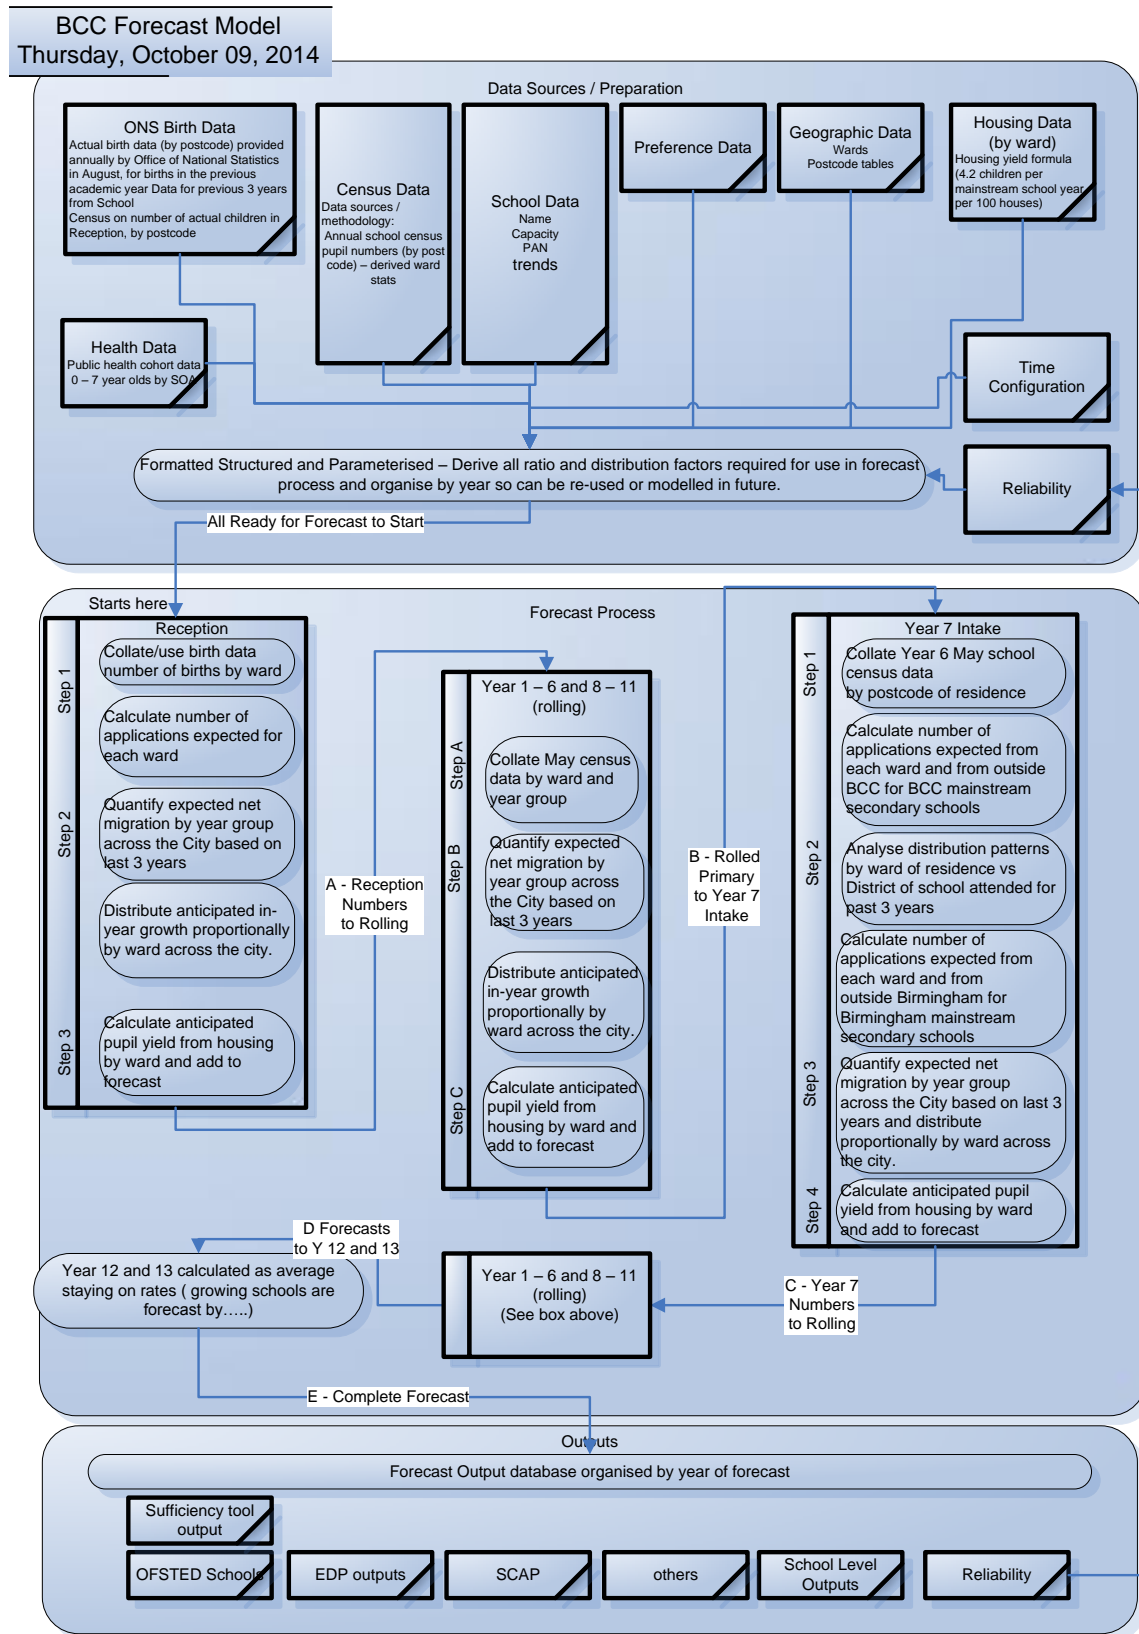 BCC Forecast Model
Thursday, October 09, 2014
Data Sources / Preparation
ONS Birth Data
Actual birth data (by postcode) provided
annually by Office of National Statistics
in August, for births in the previous
academic year Data for previous 3 years
from School
Census on number of actual children in
Reception, by postcode
Census Data
Data sources /
methodology:
Annual school census
pupil numbers (by post
code) – derived ward
stats
School Data
Name
Capacity
PAN
trends
Preference Data
Geographic Data
Wards
Postcode tables
Housing Data
(by ward)
Housing yield formula
(4.2 children per
mainstream school year
per 100 houses)
Health Data
Public health cohort data
0 – 7 year olds by SOA
Time
Configuration
Formatted Structured and Parameterised – Derive all ratio and distribution factors required for use in forecast
process and organise by year so can be re-used or modelled in future.
Reliability
All Ready for Forecast to Start
Starts here
Forecast Process
Reception
Step 1
Collate/use birth data
number of births by ward
Calculate number of
applications expected for
each ward
Step 2
Quantify expected net
migration by year group
across the City based on
last 3 years
Distribute anticipated in-
year growth proportionally
by ward across the city.
Step 3
Calculate anticipated
pupil yield from housing
by ward and add to
forecast
A - Reception
Numbers
to Rolling
Year 1 – 6 and 8 – 11
(rolling)
Step A
Collate May census
data by ward and
year group
Step B
Quantify expected
net migration by
year group across
the City based on
last 3 years
Distribute anticipated
in-year growth
proportionally by
ward across the city.
Step C
Calculate anticipated
pupil yield from
housing by ward and
add to forecast
B - Rolled
Primary
to Year 7
Intake
Year 7 Intake
Step 1
Collate Year 6 May school
census data
by postcode of residence
Calculate number of
applications expected from
each ward and from outside
BCC for BCC mainstream
secondary schools
Step 2
Analyse distribution patterns
by ward of residence vs
District of school attended for
past 3 years
Calculate number of
applications expected from
each ward and from
outside Birmingham for
Birmingham mainstream
secondary schools
Step 3
Quantify expected net
migration by year group
across the City based on last 3
years and distribute
proportionally by ward across
the city.
Step 4
Calculate anticipated pupil
yield from housing by ward
and add to forecast
D Forecasts
to Y 12 and 13
Year 12 and 13 calculated as average
staying on rates ( growing schools are
forecast by…..)
Year 1 – 6 and 8 – 11
(rolling)
(See box above)
C - Year 7
Numbers
to Rolling
E - Complete Forecast
Outputs
Forecast Output database organised by year of forecast
Sufficiency tool
output
OFSTED Schools
EDP outputs
SCAP
others
School Level
Outputs
Reliability